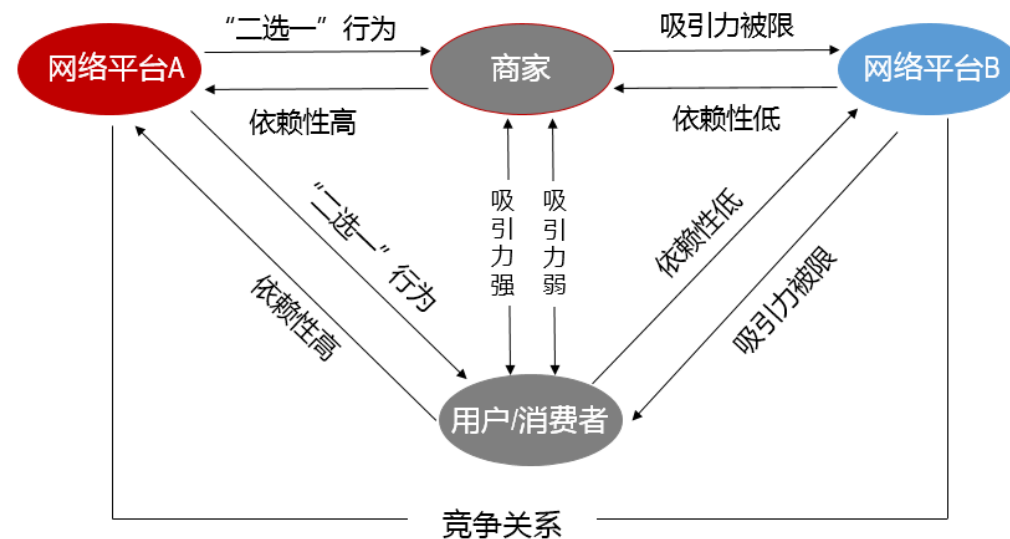 “二选一”行为
吸引力被限
网络平台A
商家
网络平台B
依赖性高
依赖性低
“二选一”行为
吸引力强
吸引力弱
依赖性低
依赖性高
吸引力被限
用户/消费者
竞争关系